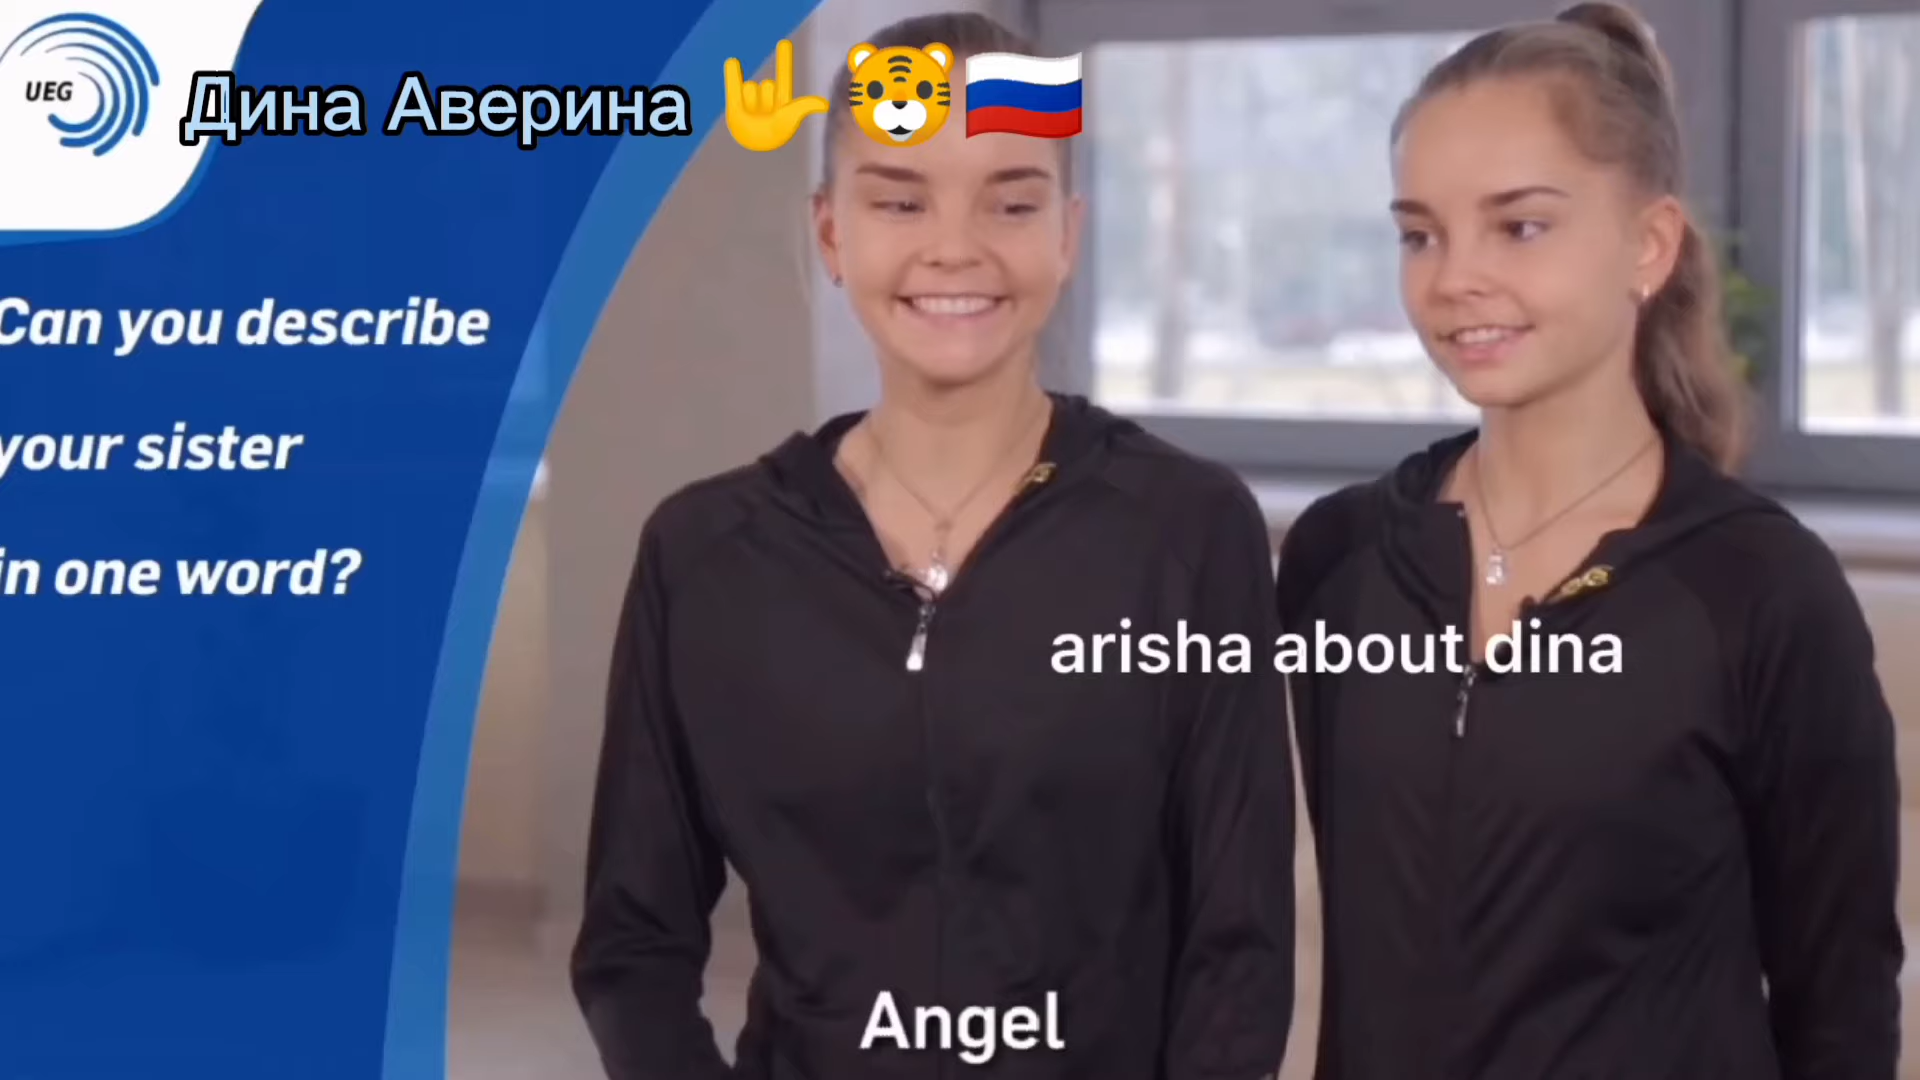 UEG
Дина Аверина 🤟🐯🇷🇺
Can you describe
your sister
in one word?
arisha about dina
Angel